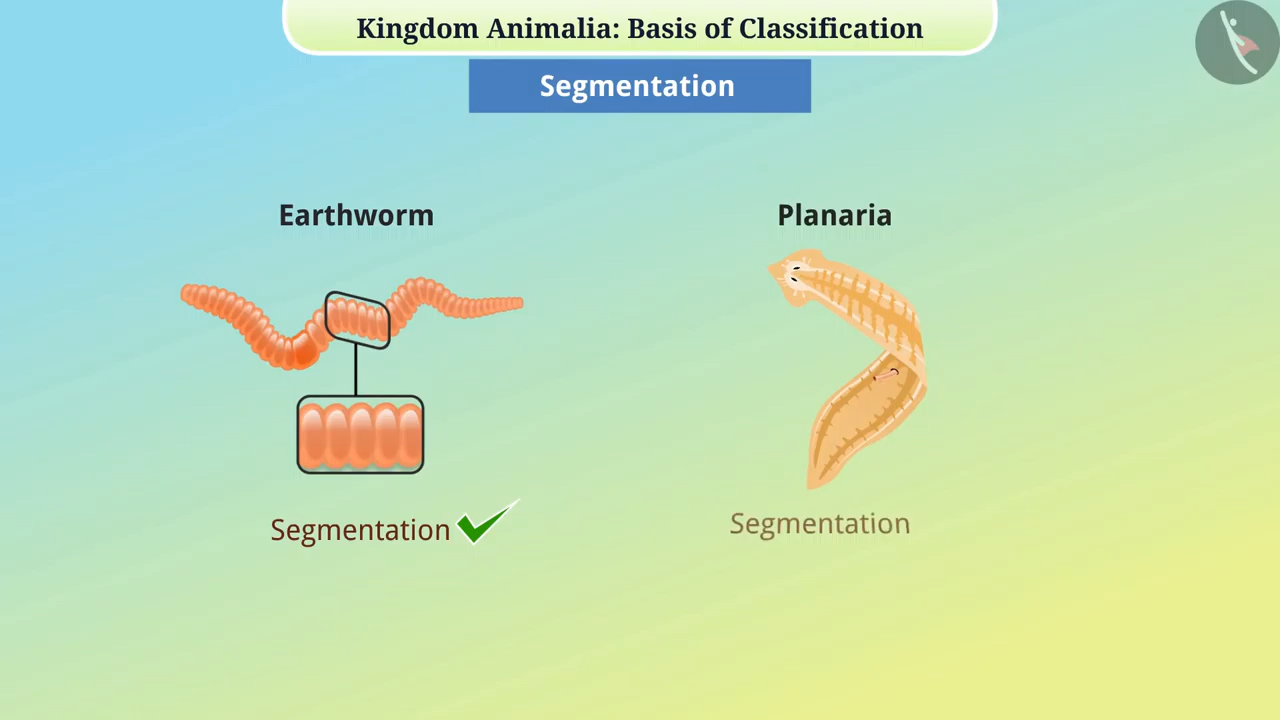 Kingdom Animalia: Basis of Classification
Segmentation
Earthworm
Planaria
Segmentation
Segmentation